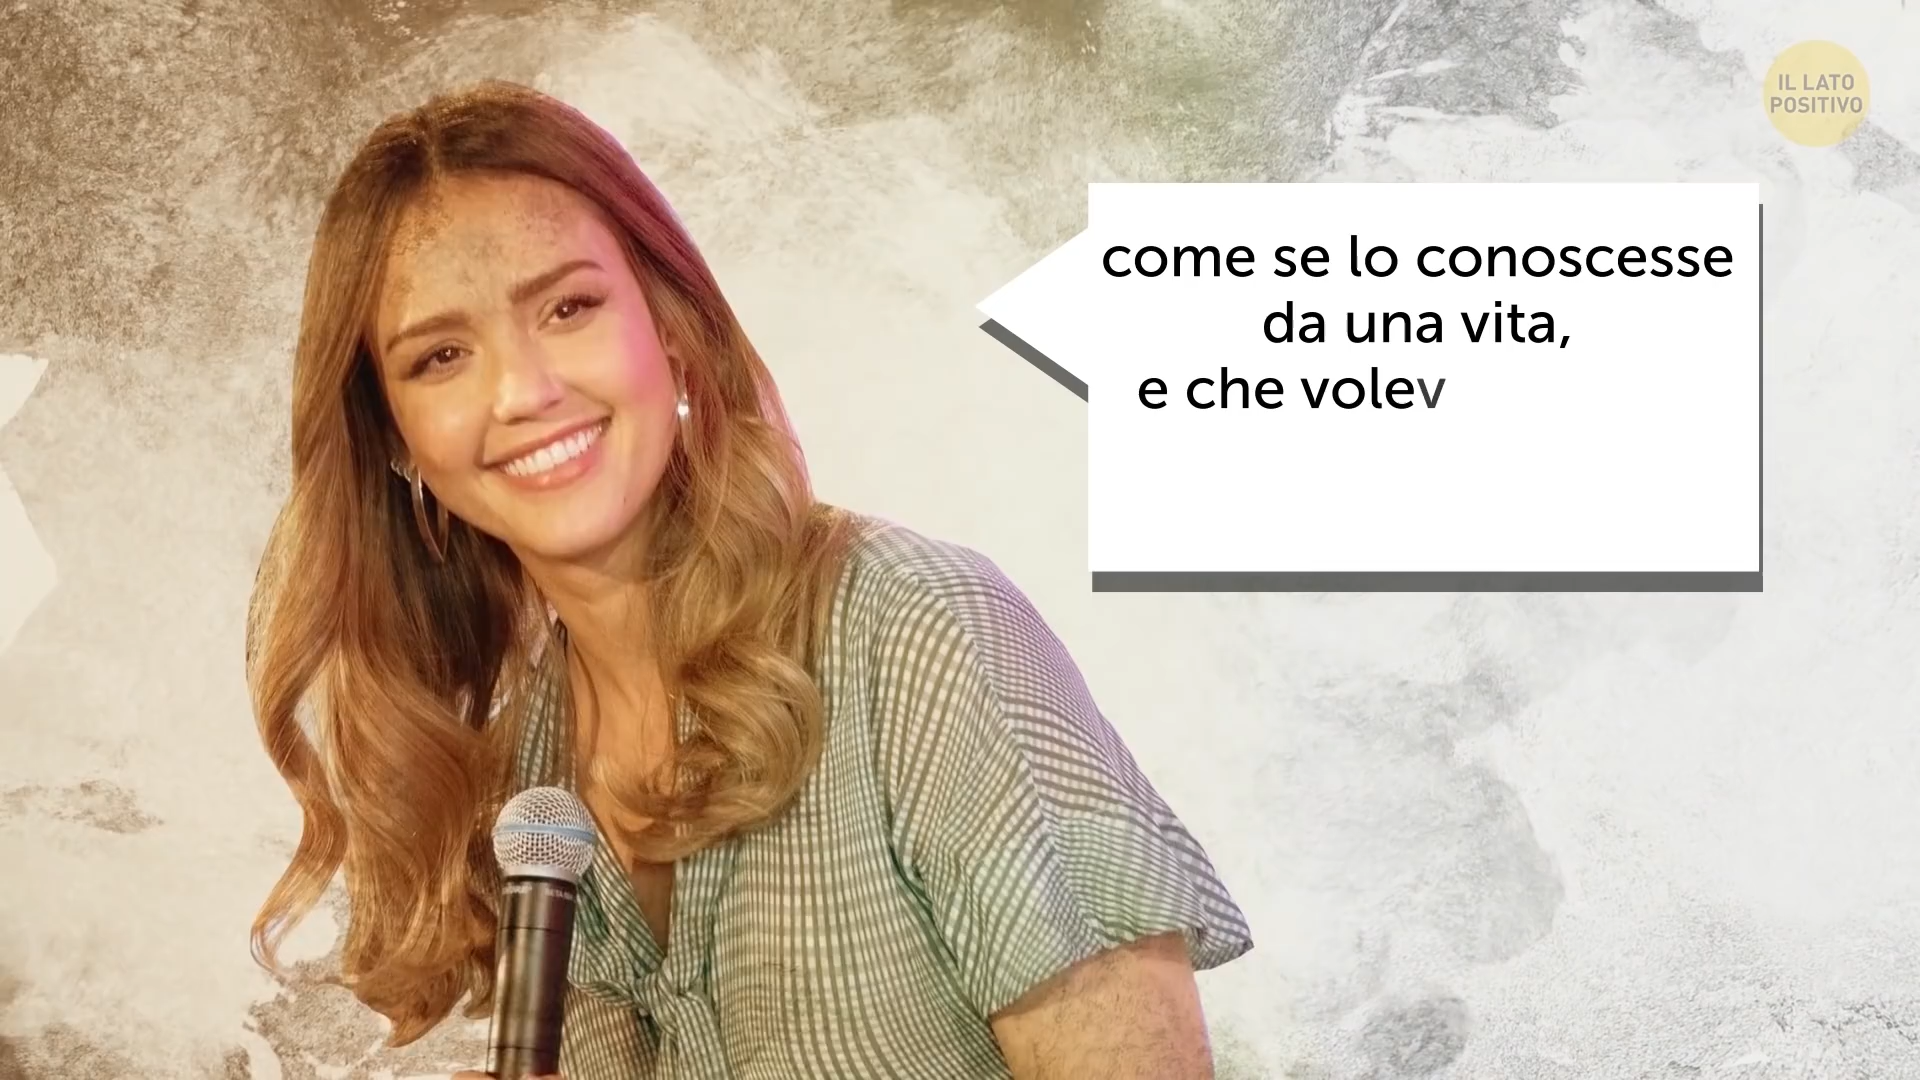 IL LATO
POSITIVO
come se lo conoscesse
da una vita,
e che volev